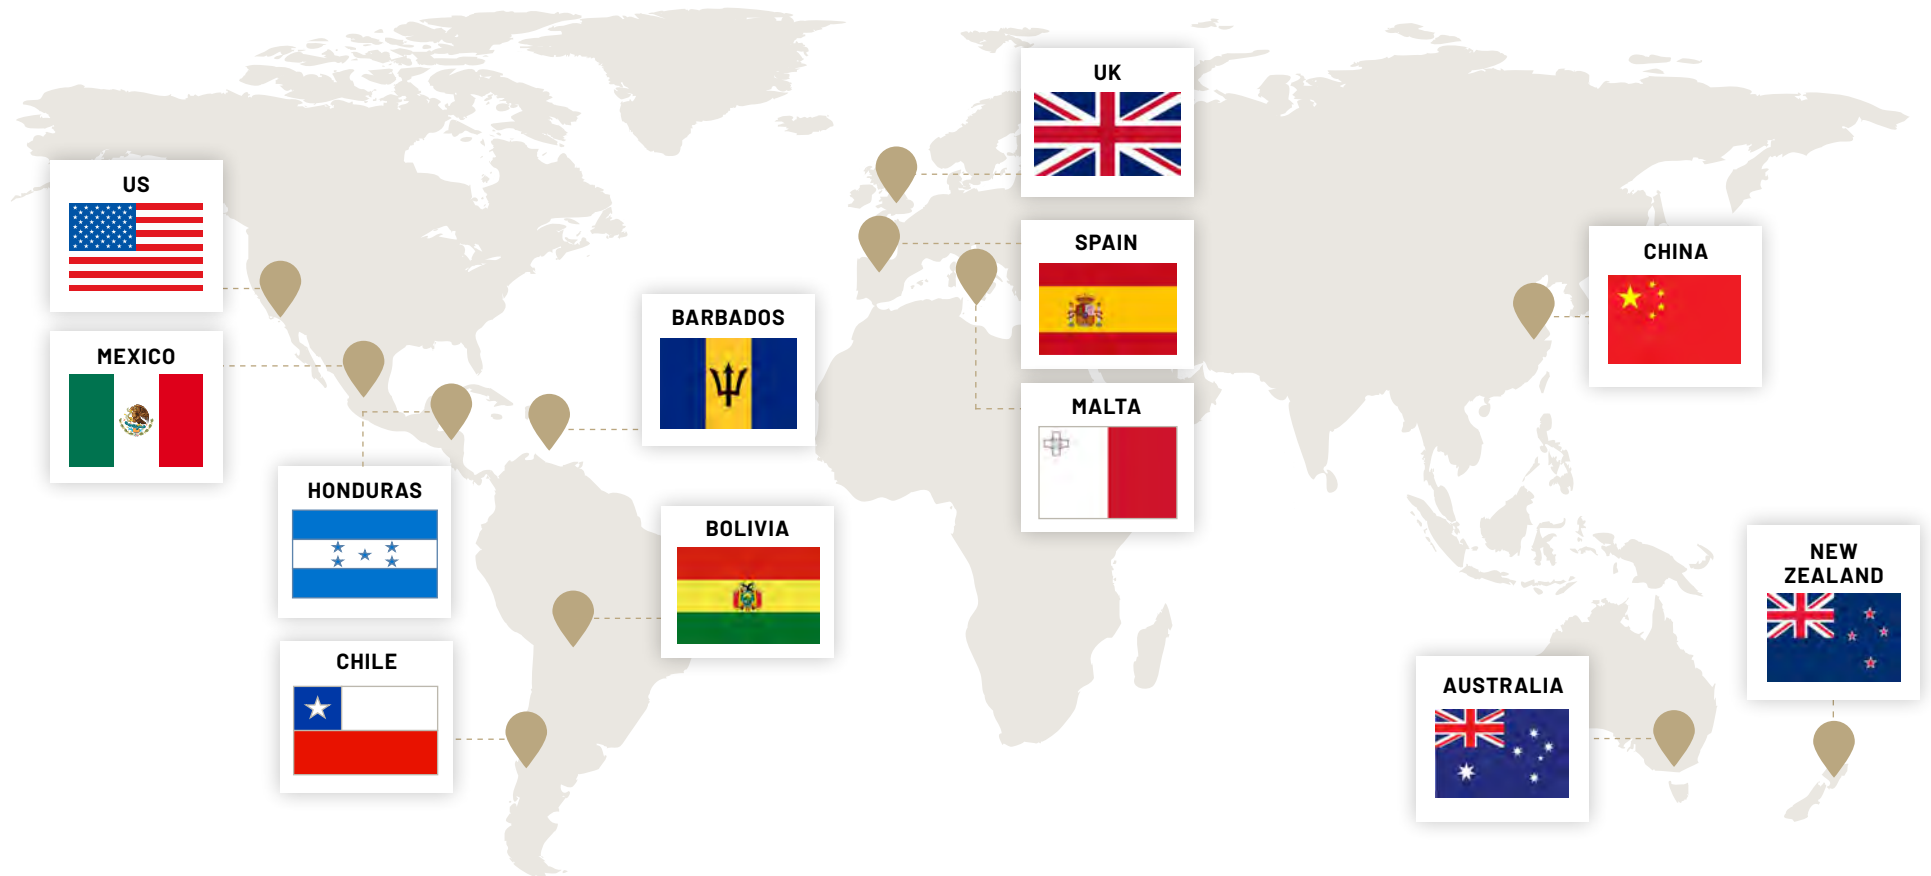 UK
US
SPAIN
CHINA
BARBADOS
MEXICO
MALTA
HONDURAS
BOLIVIA
NEW
ZEALAND
CHILE
AUSTRALIA